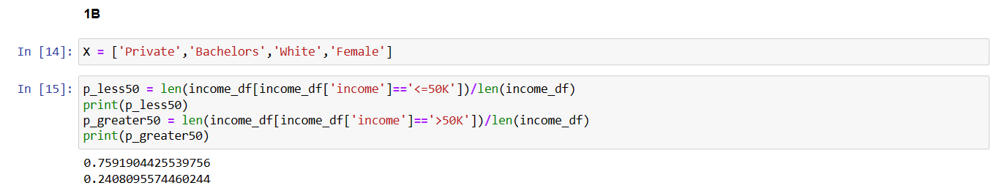 1B
In [14]: X = ['Private','Bachelors','White','Female']
In [15]: p_less50 = len(income_df[income_df['income']=='<=50K'])/len(income_df)
print(p_less50)
p_greater50 = len(income_df[income_df['income']=='>50K'])/len(income_df)
print(p_greater50)
0.7591904425539756
0.2408095574460244